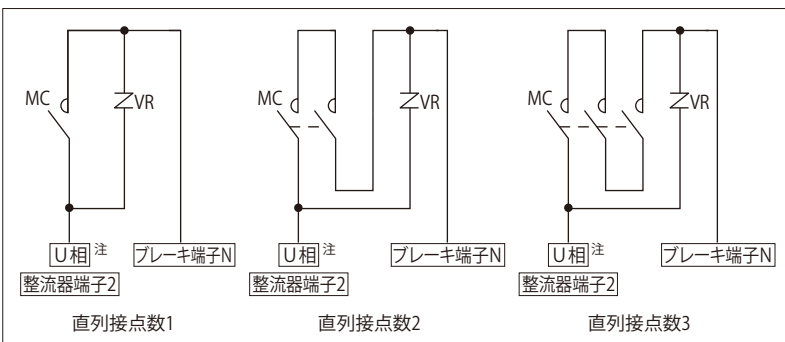 MC
VR
U相 注
ブレーキ端子N
整流器端子2
直列接点数1
MC
VR
U相 注
ブレーキ端子N
整流器端子2
直列接点数2
MC
VR
U相 注
ブレーキ端子N
整流器端子2
直列接点数3